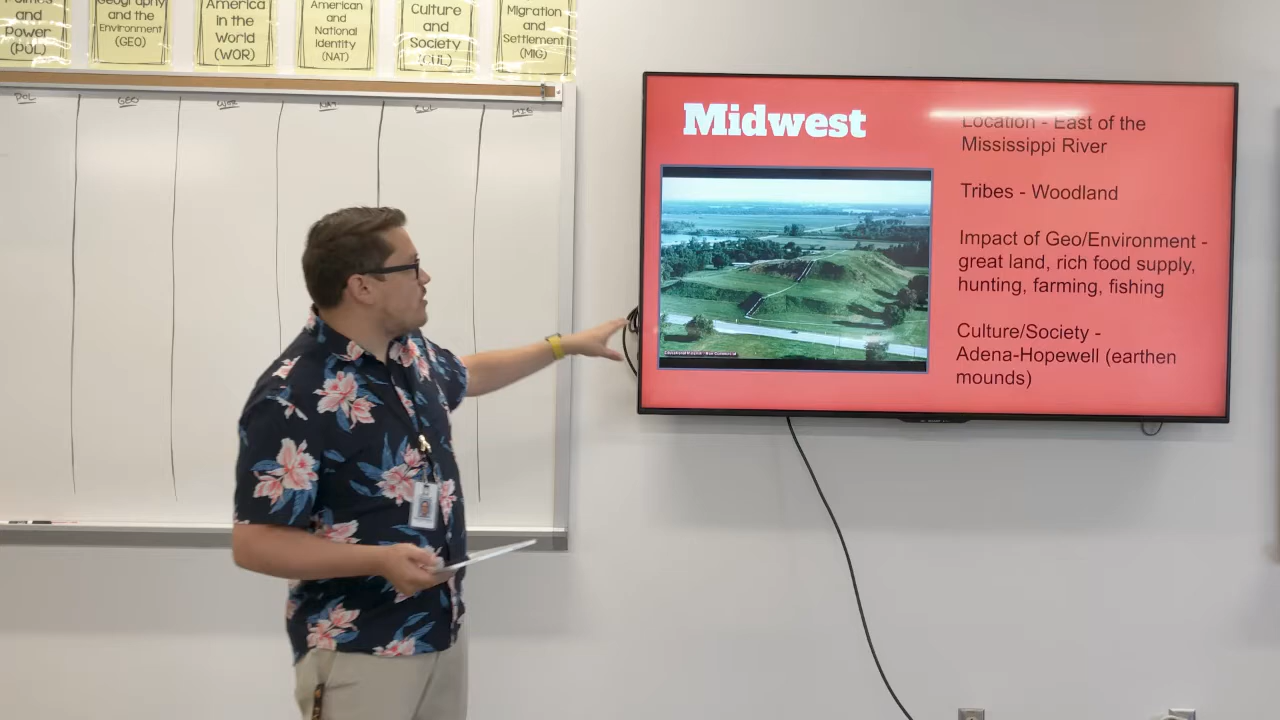 Politics
and
Power
(POL)
Geography
and the
Environment
(GEO)
America
in the
World
(WOR)
American
and
National
Identity
(NAT)
Culture
and
Society
(CUL)
Migration
and
Settlement
(MIG)
POL
GEO
WOR
NAT
CUL
MIG
Midwest
Location - East of the
Mississippi River
Tribes - Woodland
Impact of Geo/Environment -
great land, rich food supply,
hunting, farming, fishing
Culture/Society -
Adena-Hopewell (earthen
mounds)